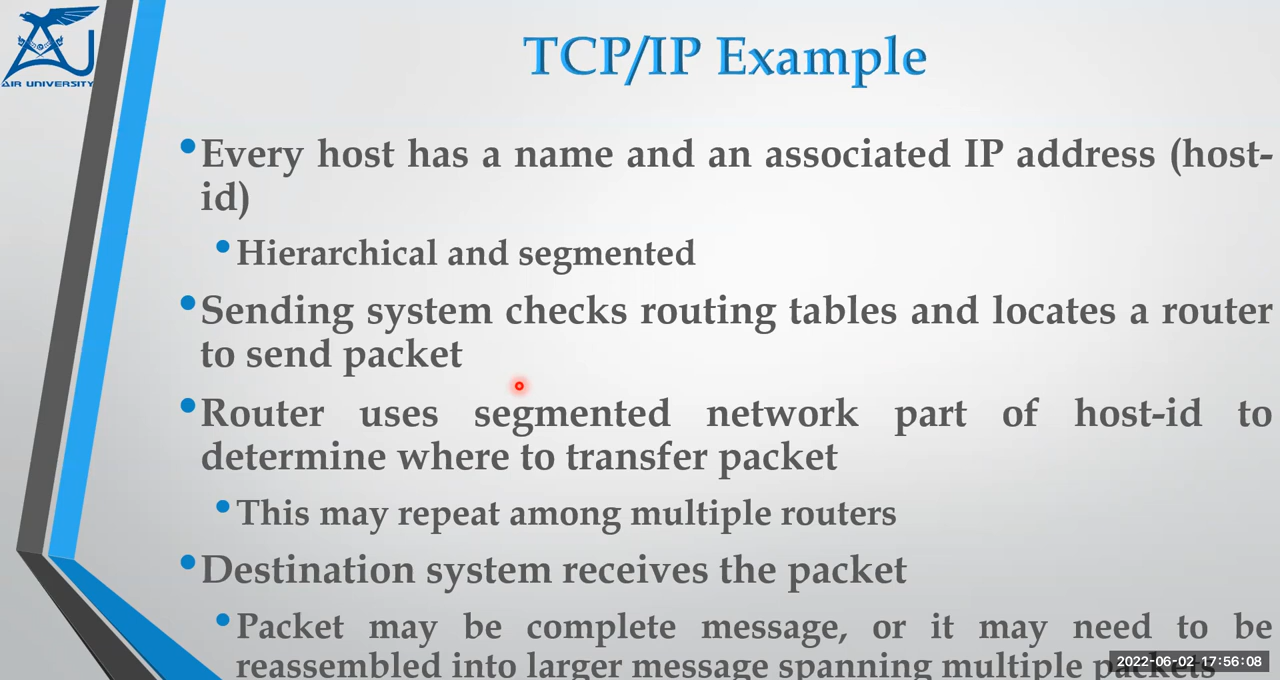 AIR UNIVERSITY
TCP/IP Example
•Every host has a name and an associated IP address (host-
id)
•Hierarchical and segmented
•Sending system checks routing tables and locates a router
to send packet
•Router uses segmented network part of host-id to
determine where to transfer packet
•This may repeat among multiple routers
•Destination system receives the packet
•Packet may be complete message, or it may need to be
reassembled into larger message spanning multiple packets
2022-06-02 17:56:08